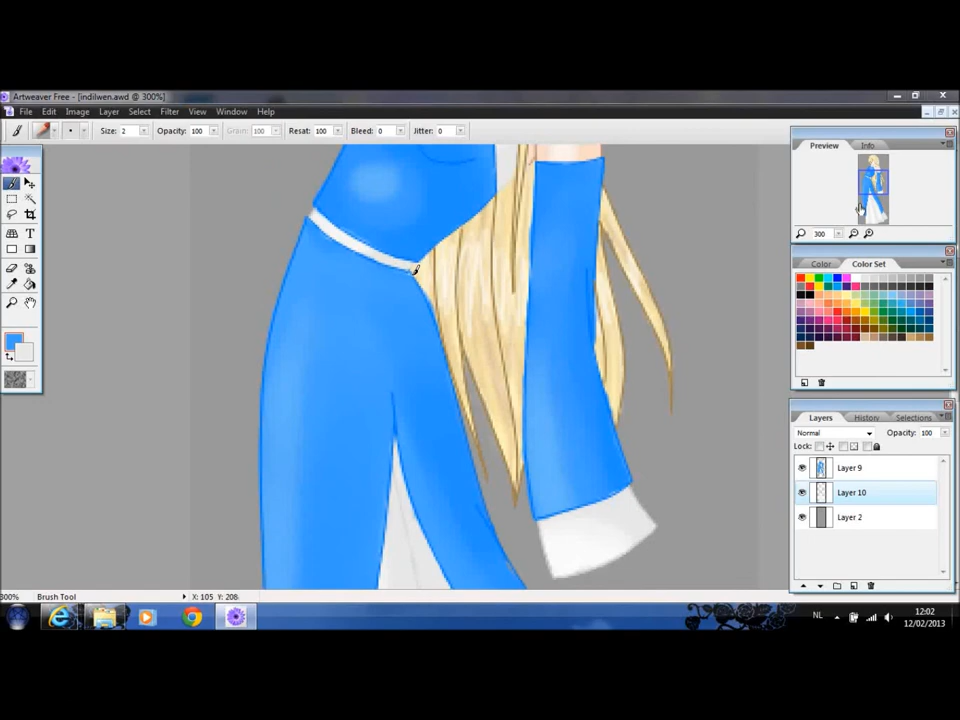 Artweaver Free - [indilwen.awd @ 300%]
File Edit Image Layer Select Filter View Window Help
Size: 2 Opacity: 100 Grain: 100 Resat: 100 Bleed: 0 Jitter: 0
Preview Info
300
Color Color Set
Layers History Selections
Normal Opacity: 100
Lock:
Layer 9
Layer 10
Layer 2
300% Brush Tool X: 105 Y: 208
NL 12:02
12/02/2013